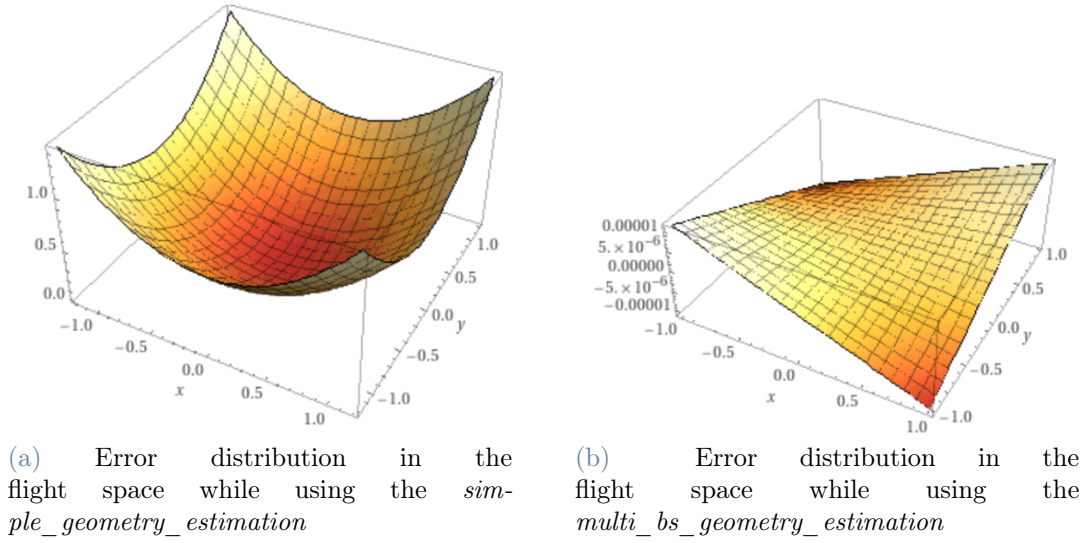 1.0
0.5
0.0
−1.0
−0.5
0.0
x
0.5
1.0
1.0
0.5
0.0
y
−0.5
−1.0
0.00001
5.×10⁻⁶
0.00000
−5.×10⁻⁶
−0.00001
−1.0
−0.5
0.0
x
0.5
1.0
1.0
0.5
0.0
y
−0.5
−1.0
(a) Error distribution in the
flight space while using the sim-
ple_geometry_estimation
(b) Error distribution in the
flight space while using the
multi_bs_geometry_estimation